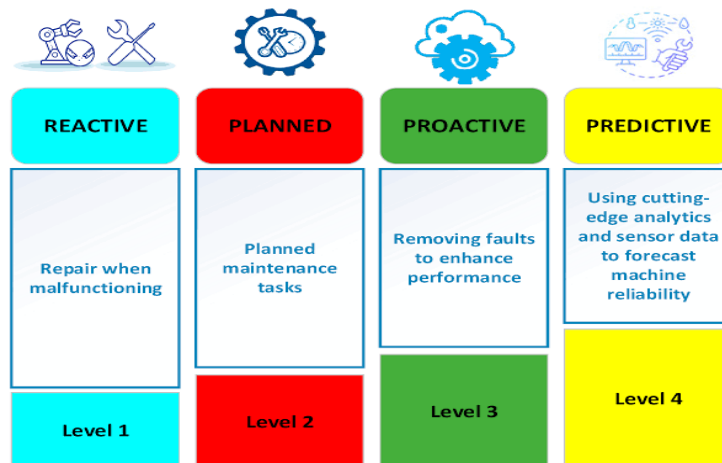 REACTIVE
PLANNED
PROACTIVE
PREDICTIVE
Repair when
malfunctioning
Planned
maintenance
tasks
Removing faults
to enhance
performance
Using cutting-
edge analytics
and sensor data
to forecast
machine
reliability
Level 1
Level 2
Level 3
Level 4